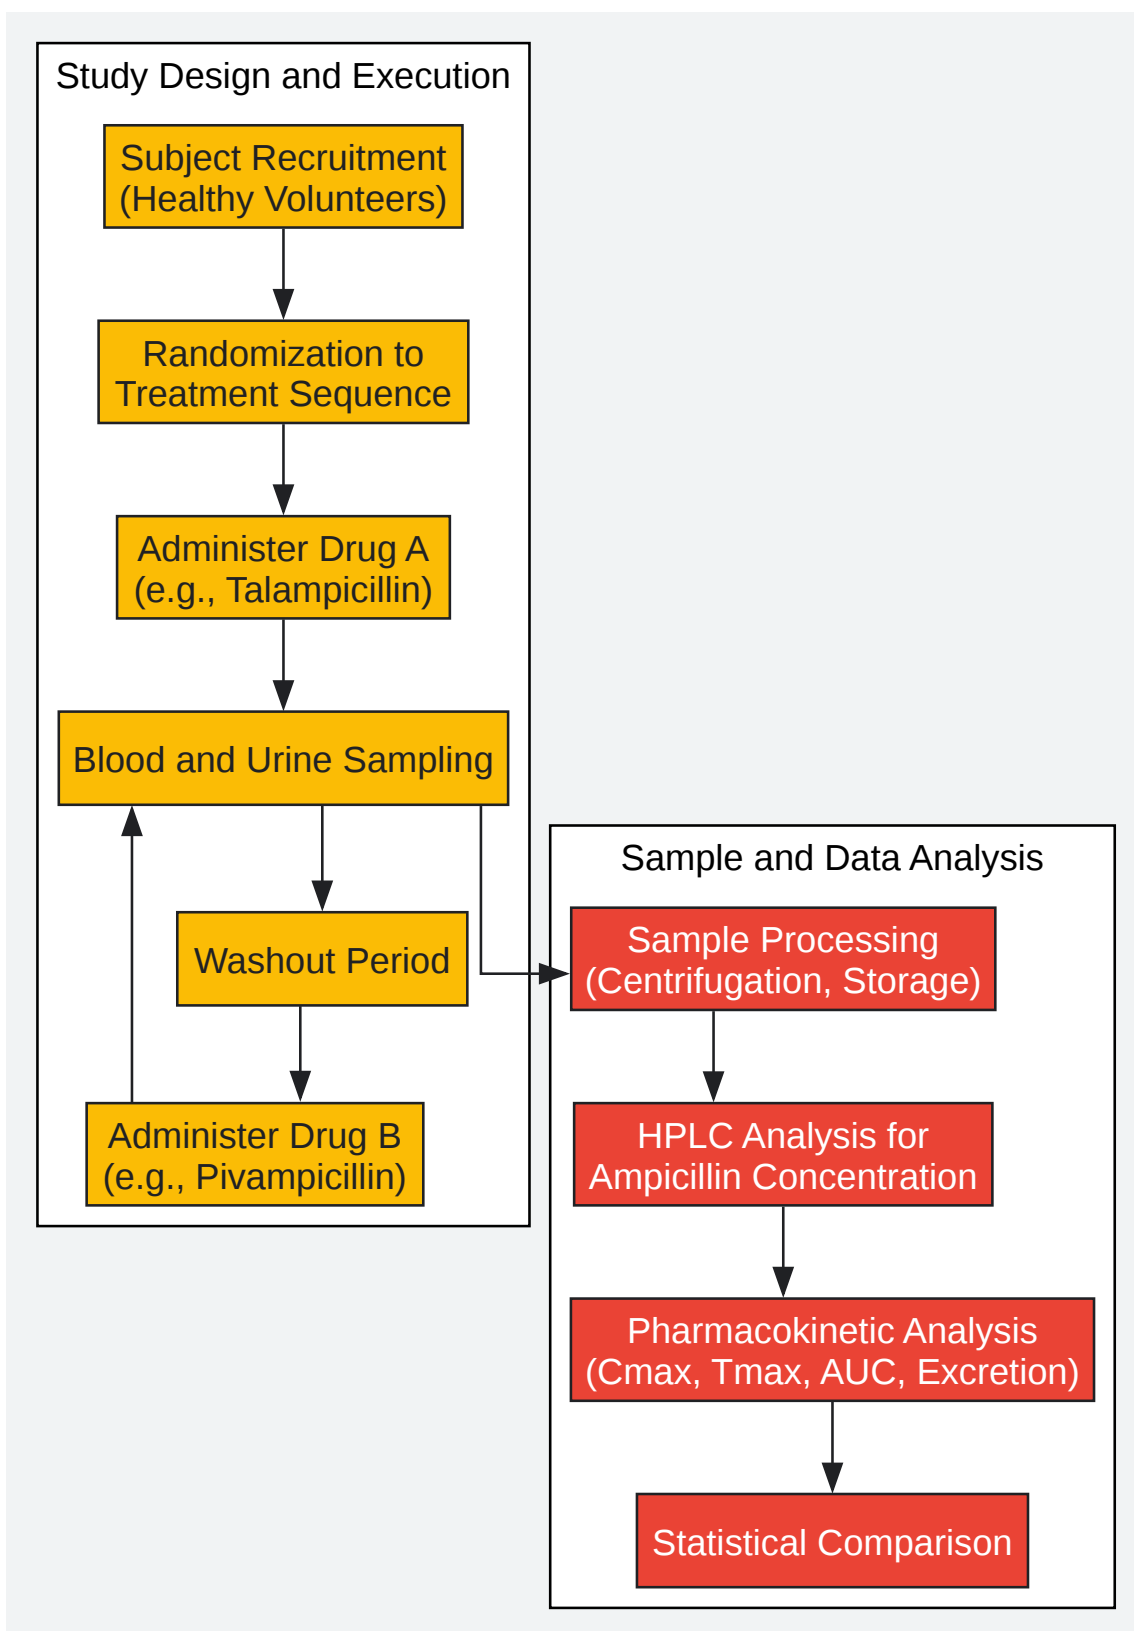 Study Design and Execution
Subject Recruitment
(Healthy Volunteers)
Randomization to
Treatment Sequence
Administer Drug A
(e.g., Talampicillin)
Blood and Urine Sampling
Washout Period
Administer Drug B
(e.g., Pivampicillin)
Sample and Data Analysis
Sample Processing
(Centrifugation, Storage)
HPLC Analysis for
Ampicillin Concentration
Pharmacokinetic Analysis
(Cmax, Tmax, AUC, Excretion)
Statistical Comparison